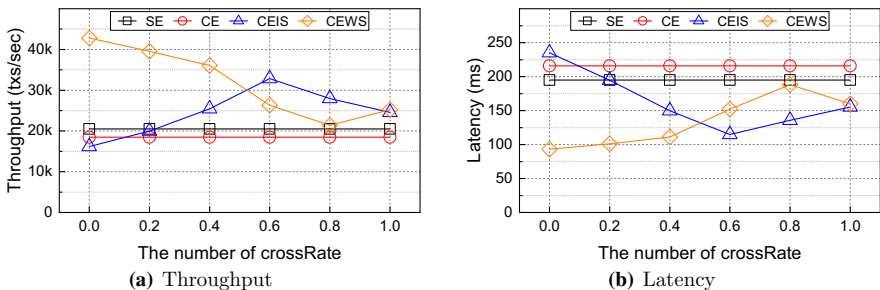 SE CE CEIS CEWS
Throughput (txs/sec)
40k
30k
20k
10k
0
0.0 0.2 0.4 0.6 0.8 1.0
The number of crossRate
(a) Throughput
SE CE CEIS CEWS
Latency (ms)
250
200
150
100
50
0
0.0 0.2 0.4 0.6 0.8 1.0
The number of crossRate
(b) Latency